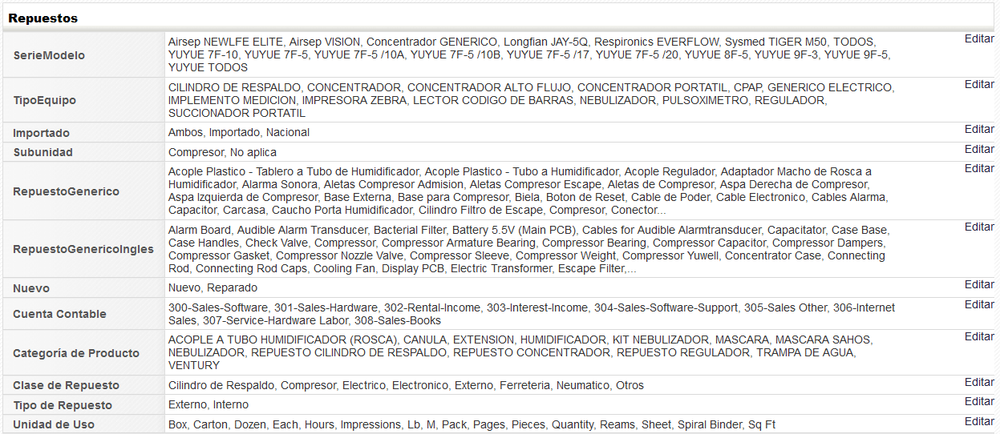 Repuestos
SerieModelo
Airsep NEWLFE ELITE, Airsep VISION, Concentrador GENERICO, Longfian JAY-5Q, Respironics EVERFLOW, Sysmed TIGER M50, TODOS,
YUYUE 7F-10, YUYUE 7F-5, YUYUE 7F-5 /10A, YUYUE 7F-5 /10B, YUYUE 7F-5 /17, YUYUE 7F-5 /20, YUYUE 8F-5, YUYUE 9F-3, YUYUE 9F-5,
YUYUE TODOS
Editar
TipoEquipo
CILINDRO DE RESPALDO, CONCENTRADOR, CONCENTRADOR ALTO FLUJO, CONCENTRADOR PORTATIL, CPAP, GENERICO ELECTRICO,
IMPLEMENTO MEDICION, IMPRESORA ZEBRA, LECTOR CODIGO DE BARRAS, NEBULIZADOR, PULSOXIMETRO, REGULADOR,
SUCCIONADOR PORTATIL
Editar
Importado
Ambos, Importado, Nacional
Editar
Subunidad
Compresor, No aplica
Editar
RepuestoGenerico
Acople Plastico - Tablero a Tubo de Humidificador, Acople Plastico - Tubo a Humidificador, Acople Regulador, Adaptador Macho de Rosca a
Humidificador, Alarma Sonora, Aletas Compresor Admision, Aletas Compresor Escape, Aletas de Compresor, Aspa Derecha de Compresor,
Aspa Izquierda de Compresor, Base Externa, Base para Compresor, Biela, Boton de Reset, Cable de Poder, Cable Electronico, Cables Alarma,
Capacitor, Carcasa, Caucho Porta Humidificador, Cilindro Filtro de Escape, Compresor, Conector...
Editar
RepuestoGenericoIngles
Alarm Board, Audible Alarm Transducer, Bacterial Filter, Battery 5.5V (Main PCB), Cables for Audible Alarmtransducer, Capacitator, Case Base,
Case Handles, Check Valve, Compressor, Compressor Armature Bearing, Compressor Bearing, Compressor Capacitor, Compressor Dampers,
Compressor Gasket, Compressor Nozzle Valve, Compressor Sleeve, Compressor Weight, Compressor Yuwell, Concentrator Case, Connecting
Rod, Connecting Rod Caps, Cooling Fan, Display PCB, Electric Transformer, Escape Filter,...
Editar
Nuevo
Nuevo, Reparado
Editar
Cuenta Contable
300-Sales-Software, 301-Sales-Hardware, 302-Rental-Income, 303-Interest-Income, 304-Sales-Software-Support, 305-Sales Other, 306-Internet
Sales, 307-Service-Hardware Labor, 308-Sales-Books
Editar
Categoría de Producto
ACOPLE A TUBO HUMIDIFICADOR (ROSCA), CANULA, EXTENSION, HUMIDIFICADOR, KIT NEBULIZADOR, MASCARA, MASCARA SAHOS,
NEBULIZADOR, REPUESTO CILINDRO DE RESPALDO, REPUESTO CONCENTRADOR, REPUESTO REGULADOR, TRAMPA DE AGUA,
VENTURY
Editar
Clase de Repuesto
Cilindro de Respaldo, Compresor, Electrico, Electronico, Externo, Ferreteria, Neumatico, Otros
Editar
Tipo de Repuesto
Externo, Interno
Editar
Unidad de Uso
Box, Carton, Dozen, Each, Hours, Impressions, Lb, M, Pack, Pages, Pieces, Quantity, Reams, Sheet, Spiral Binder, Sq Ft
Editar